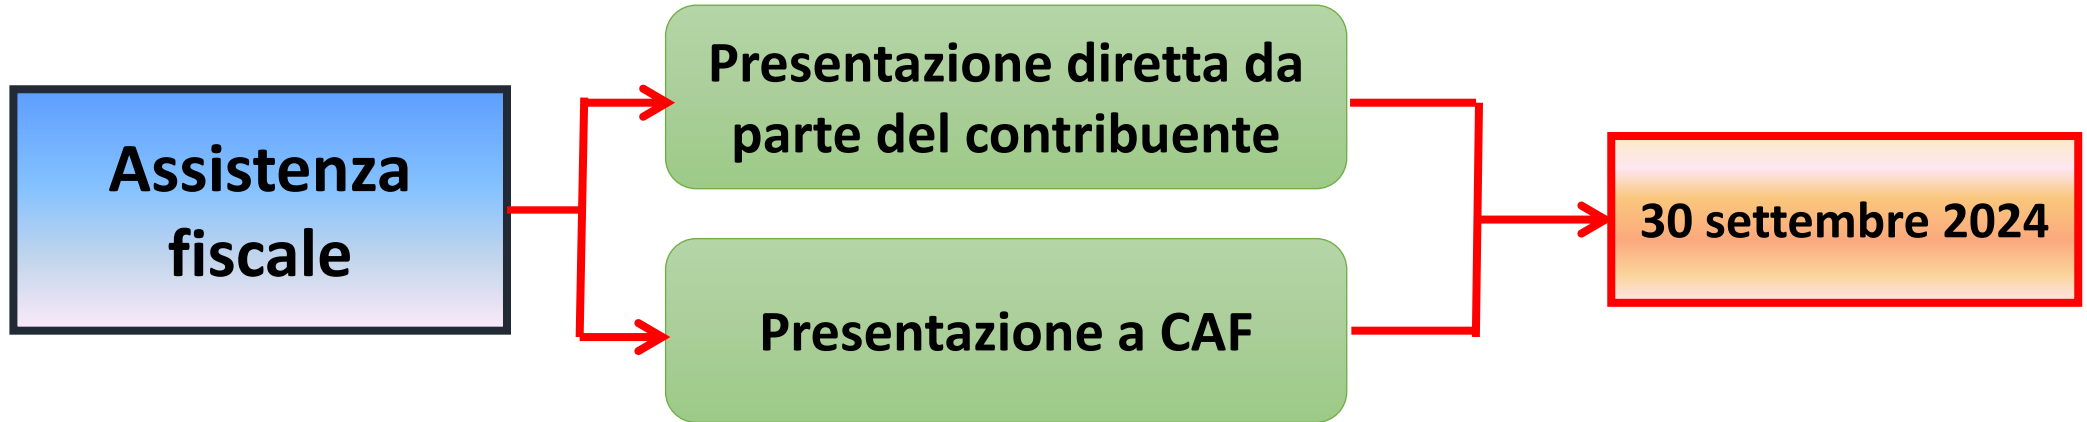 Assistenza
fiscale
Presentazione diretta da
parte del contribuente
Presentazione a CAF
30 settembre 2024